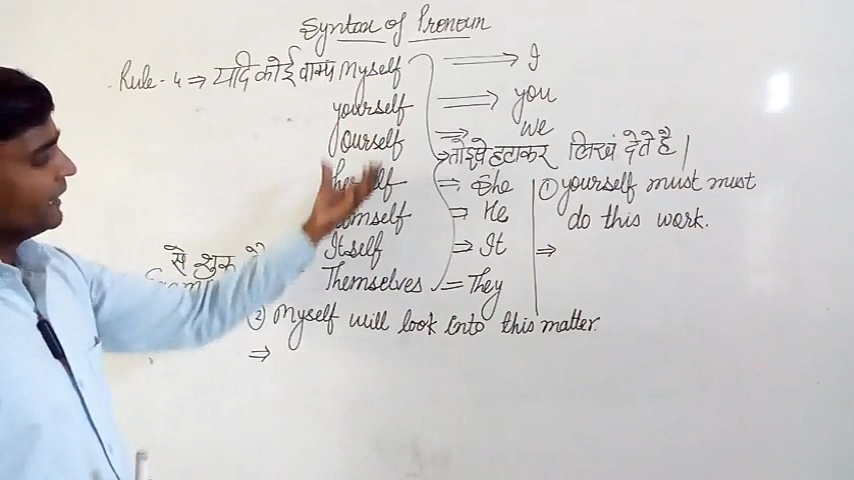 Syntax of Pronoun
Rule-4 ⇒ यदि कोई वाक्य Myself ⇒ I
yourself ⇒ you
Ourself ⇒ we
तो इसे हटाकर लिख देते है।
⇒ She
⇒ He
से शुरू Itself ⇒ It
Themselves = They
① yourself must must
do this work.
⇒
② Myself will look into this matter.
⇒